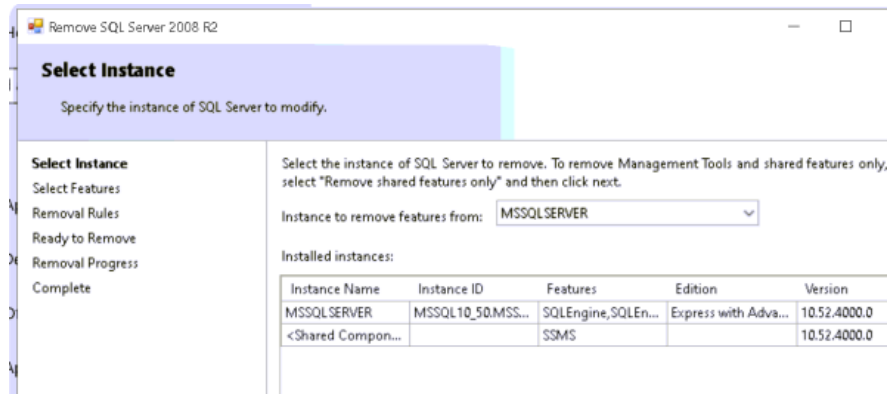 Remove SQL Server 2008 R2
Select Instance
Specify the instance of SQL Server to modify.
Select Instance
Select Features
Removal Rules
Ready to Remove
Removal Progress
Complete
Select the instance of SQL Server to remove. To remove Management Tools and shared features only,
select "Remove shared features only" and then click next.
Instance to remove features from: MSSQLSERVER
Installed instances:
Instance Name Instance ID Features Edition Version
MSSQLSERVER MSSQL10_50.MSS... SQLEngine,SQLEn... Express with Adva... 10.52.4000.0
<Shared Compon... SSMS 10.52.4000.0